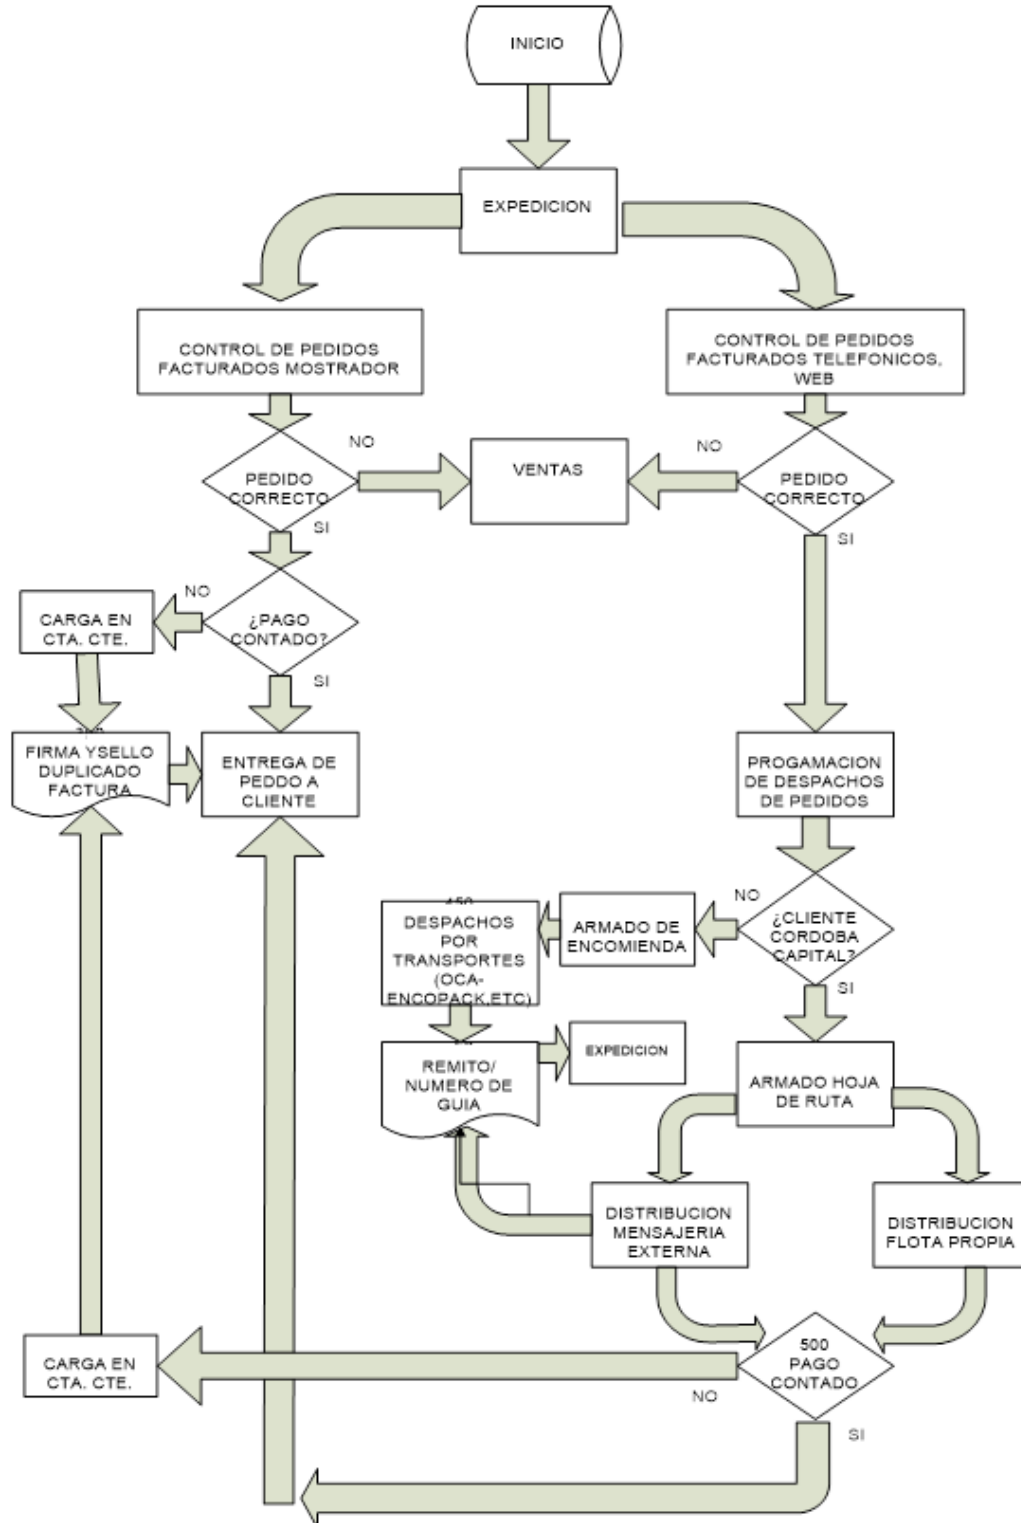 INICIO
EXPEDICION
CONTROL DE PEDIDOS
FACTURADOS MOSTRADOR
CONTROL DE PEDIDOS
FACTURADOS TELEFONICOS,
WEB
NO
VENTAS
NO
PEDIDO
CORRECTO
PEDIDO
CORRECTO
SI
SI
NO
¿PAGO
CONTADO?
CARGA EN
CTA. CTE.
SI
FIRMA YSELLO
DUPLICADO
FACTURA
ENTREGA DE
PEDDO A
CLIENTE
PROGAMACION
DE DESPACHOS
DE PEDIDOS
NO
¿CLIENTE
CORDOBA
CAPITAL?
ARMADO DE
ENCOMIENDA
DESPACHOS
POR
TRANSPORTES
(OCA-
ENCOPACK,ETC)
SI
REMITO/
NUMERO DE
GUIA
EXPEDICION
ARMADO HOJA
DE RUTA
DISTRIBUCION
MENSAJERIA
EXTERNA
DISTRIBUCION
FLOTA PROPIA
500
PAGO
CONTADO
CARGA EN
CTA. CTE.
NO
SI